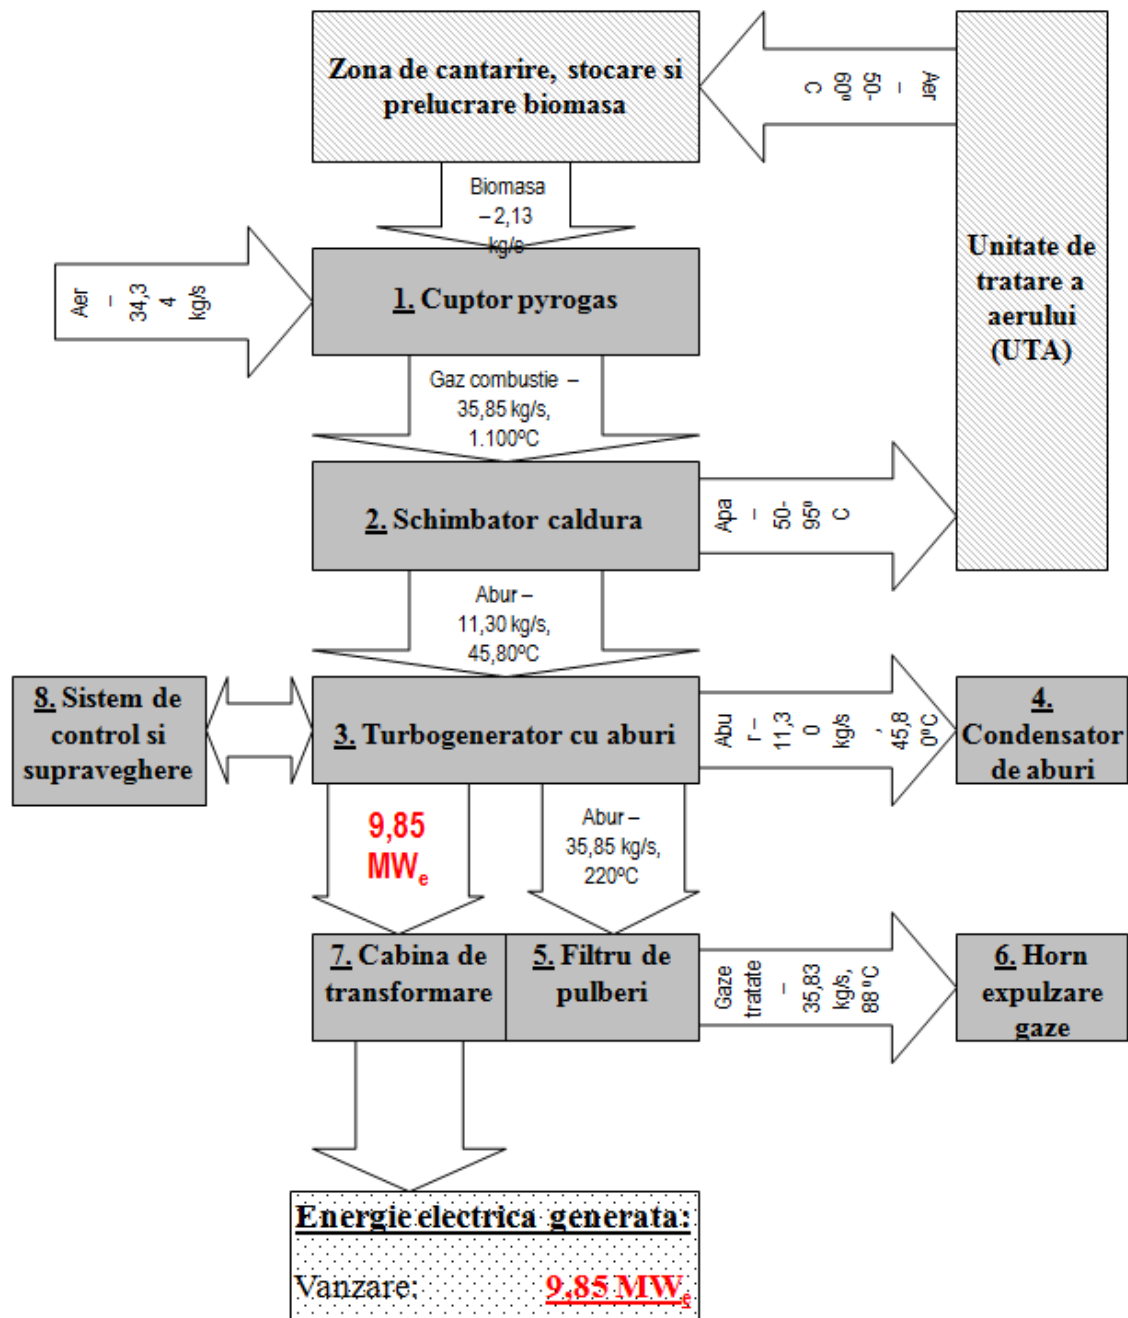 Zona de cantarire, stocare si
prelucrare biomasa
Aer
–
50-
60º
C
Biomasa
– 2,13
kg/s
Unitate de
tratare a
aerului
(UTA)
Aer
–
34,3
4
kg/s
1. Cuptor pyrogas
Gaz combustie –
35,85 kg/s,
1.100ºC
2. Schimbator caldura
Apa
–
50-
95º
C
Abur –
11,30 kg/s,
45,80ºC
8. Sistem de
control si
supraveghere
3. Turbogenerator cu aburi
Abu
r –
11,3
0
kg/s
,
45,8
0ºC
4.
Condensator
de aburi
9,85
MWe
Abur –
35,85 kg/s,
220ºC
7. Cabina de
transformare
5. Filtru de
pulberi
Gaze
tratate
–
35,83
kg/s,
88 ºC
6. Horn
expulzare
gaze
Energie electrica generata:
Vanzare: 9,85 MWe